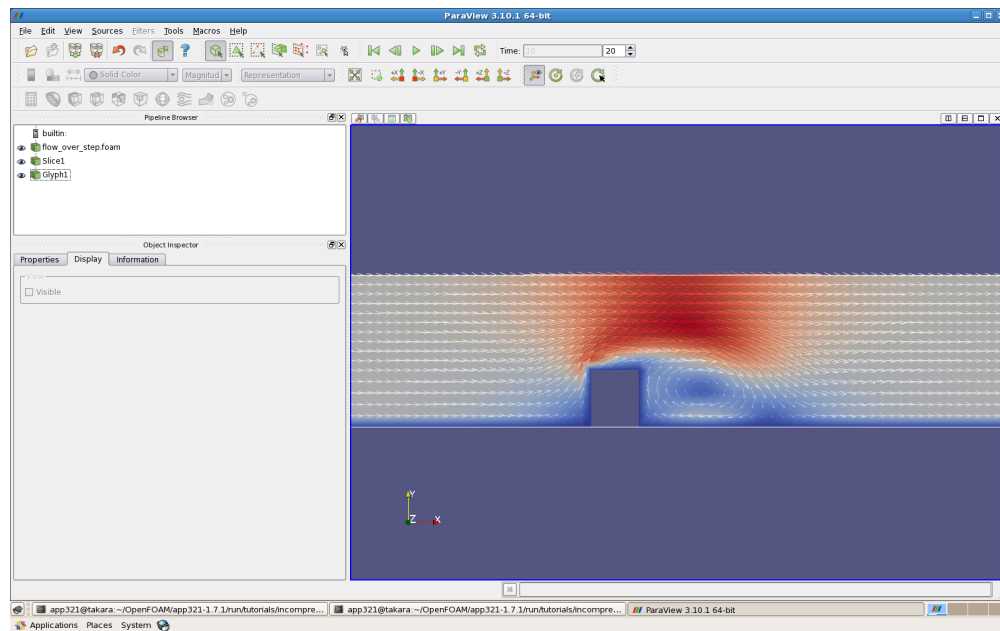 ParaView 3.10.1 64-bit
File Edit View Sources Filters Tools Macros Help
Time: 10 20
Solid Color Magnitud Representation
Pipeline Browser
builtin:
flow_over_step.foam
Slice1
Glyph1
Object Inspector
Properties Display Information
View
Visible
Y
Z X
app321@takara:~/OpenFOAM/app321-1.7.1/run/tutorials/incompre... app321@takara:~/OpenFOAM/app321-1.7.1/run/tutorials/incompre... ParaView 3.10.1 64-bit
Applications Places System